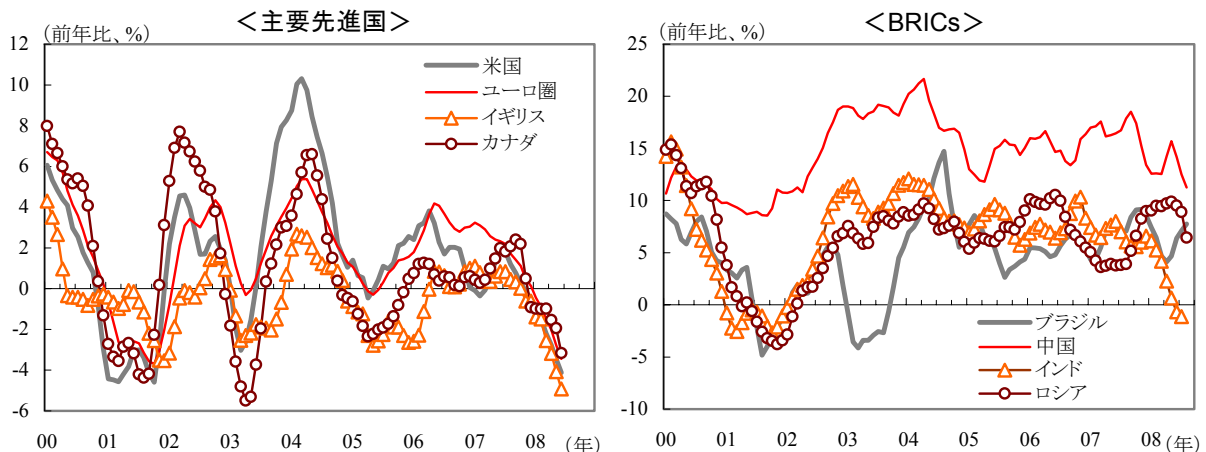 ＜主要先進国＞
(前年比、%)
12
10
8
6
4
2
0
-2
-4
-6
米国
ユーロ圏
イギリス
カナダ
00 01 02 03 04 05 06 07 08 (年)
＜BRICs＞
(前年比、%)
25
20
15
10
5
0
-5
-10
ブラジル
中国
インド
ロシア
00 01 02 03 04 05 06 07 08 (年)